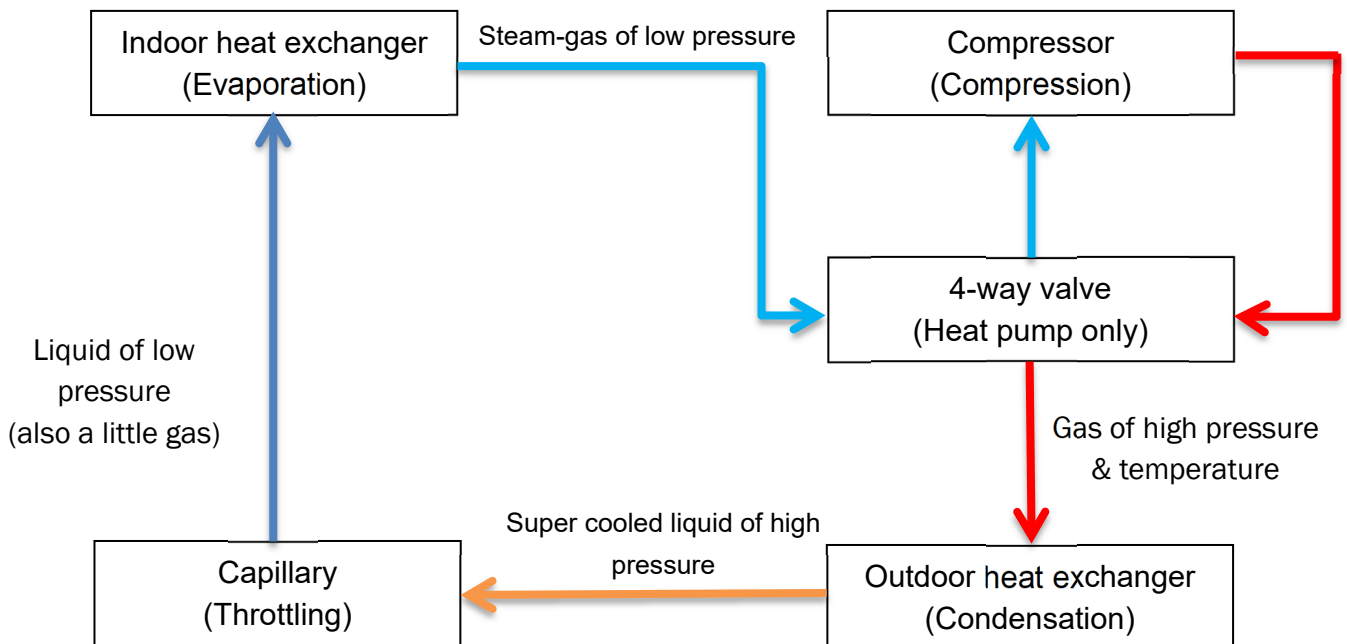 Indoor heat exchanger
(Evaporation)
Steam-gas of low pressure
Compressor
(Compression)
4-way valve
(Heat pump only)
Liquid of low
pressure
(also a little gas)
Gas of high pressure
& temperature
Super cooled liquid of high
pressure
Capillary
(Throttling)
Outdoor heat exchanger
(Condensation)